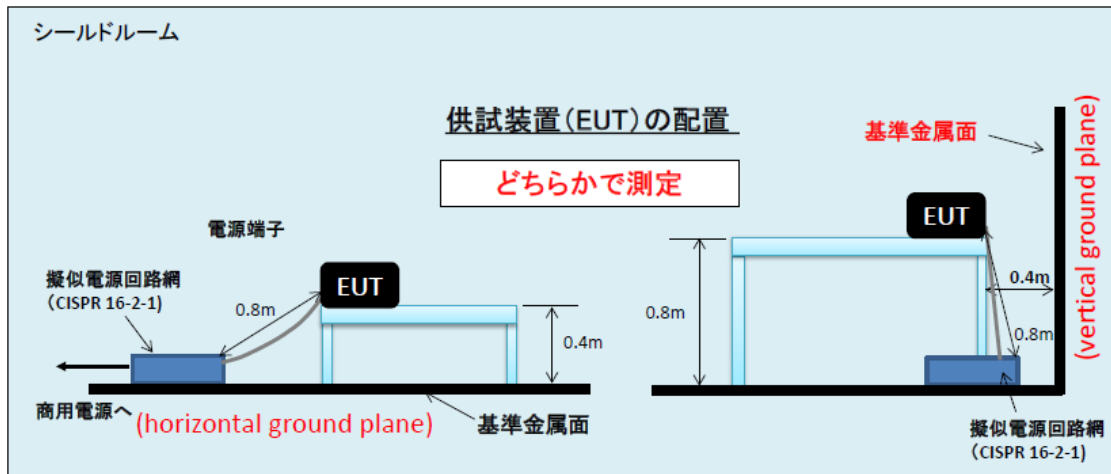 シールドルーム
供試装置(EUT)の配置
どちらかで測定
電源端子
擬似電源回路網
(CISPR 16-2-1)
0.8m
EUT
0.4m
商用電源へ
(horizontal ground plane)
基準金属面
基準金属面
(vertical ground plane)
EUT
0.4m
0.8m
0.8m
擬似電源回路網
(CISPR 16-2-1)